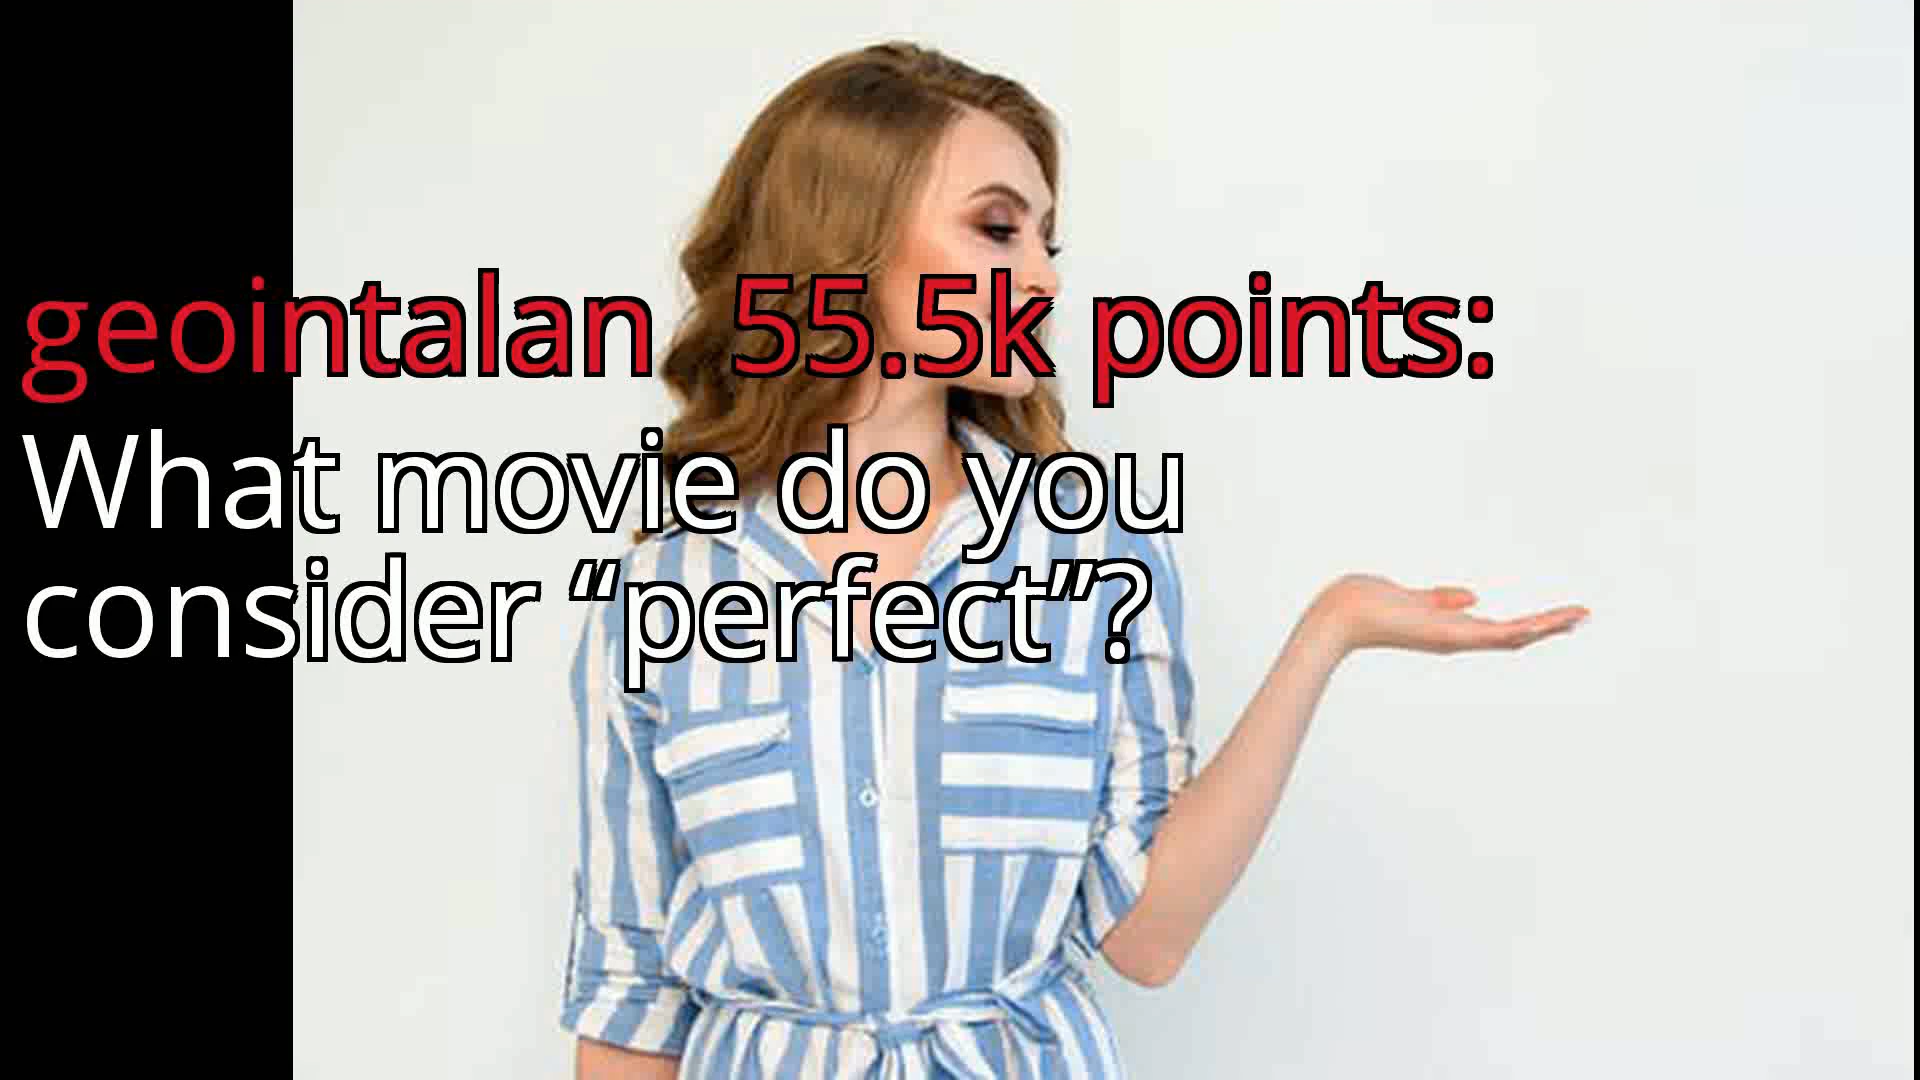 geointalan  55.5k points:
What movie do you
consider “perfect”?